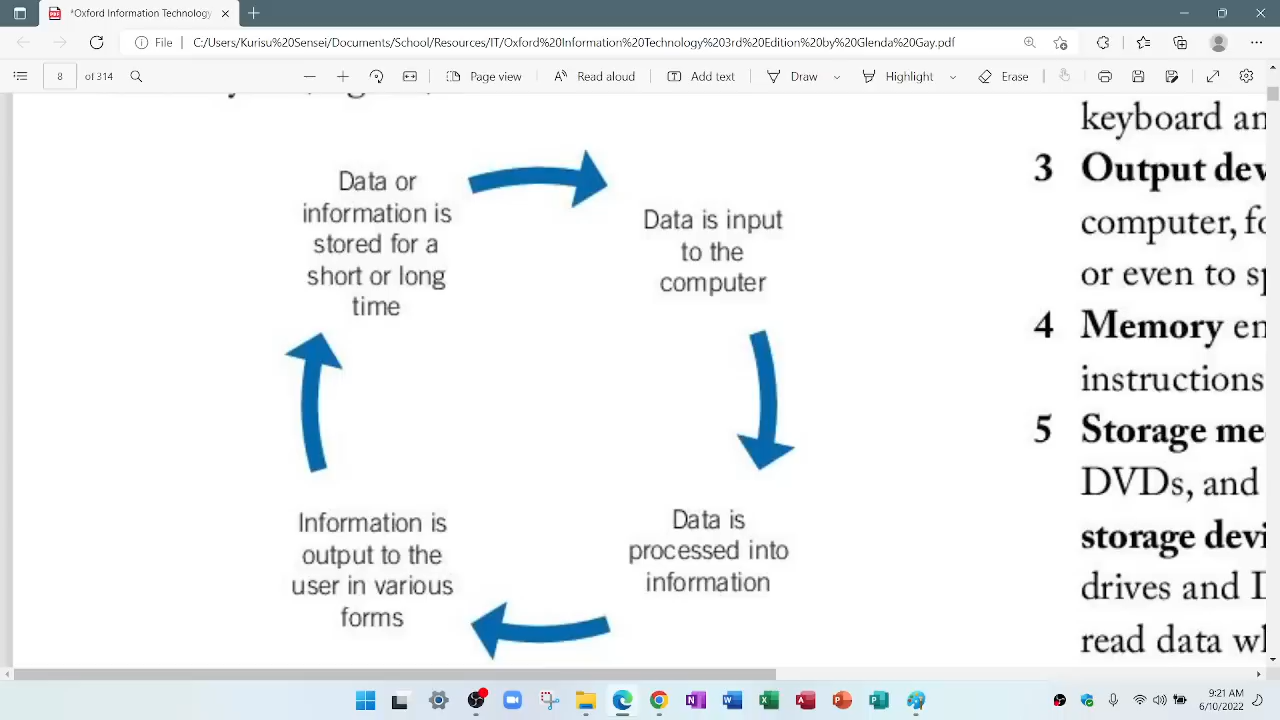 *Oxford Information Technology
File
C:/Users/Kurisu%20Sensei/Documents/School/Resources/IT/Oxford%20Information%20Technology%203rd%20Edition%20by%20Glenda%20Gay.pdf
8 of 314
Page view
Read aloud
Add text
Draw
Highlight
Erase
Data or
information is
stored for a
short or long
time
Data is input
to the
computer
Data is
processed into
information
Information is
output to the
user in various
forms
keyboard an
3 Output dev
computer, fo
or even to sp
4 Memory en
instructions
5 Storage me
DVDs, and
storage devi
drives and D
read data wh
9:21 AM
6/10/2022